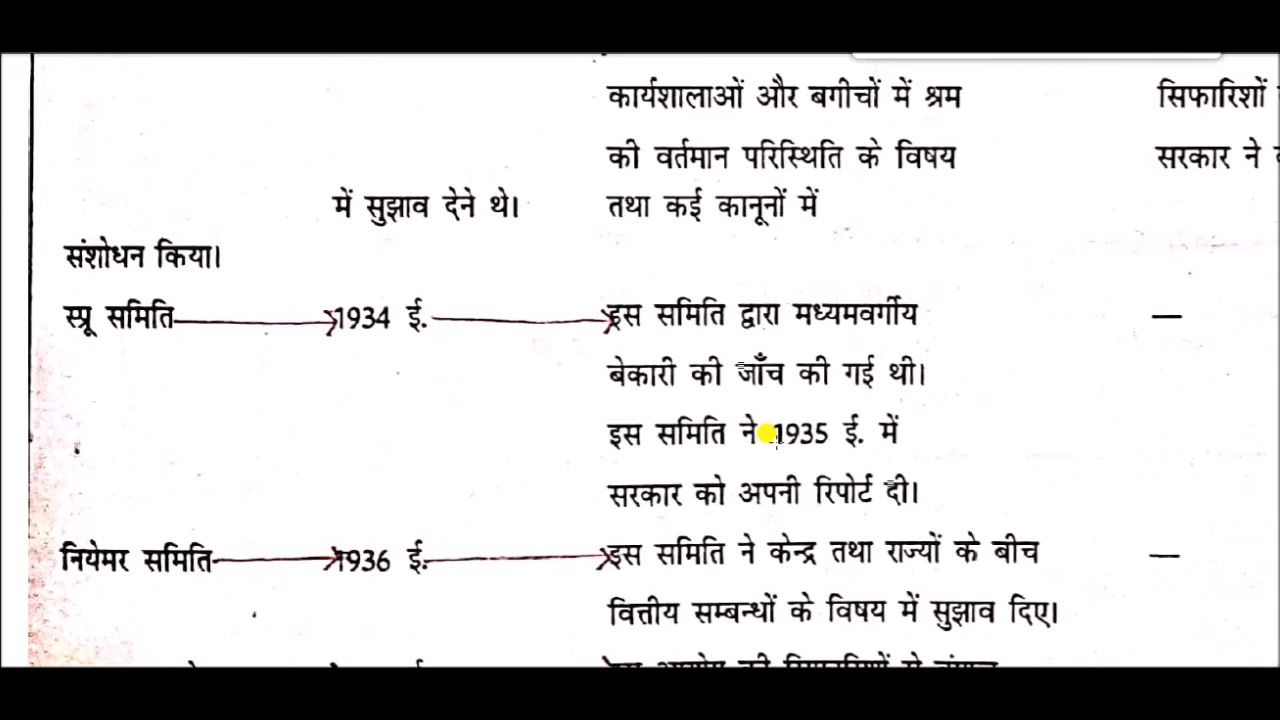 कार्यशालाओं और बगीचों में श्रम सिफारिशों
की वर्तमान परिस्थिति के विषय सरकार ने
में सुझाव देने थे। तथा कई कानूनों में
संशोधन किया।
स्प्रू समिति 1934 ई. इस समिति द्वारा मध्यमवर्गीय —
बेकारी की जाँच की गई थी।
इस समिति ने 1935 ई. में
सरकार को अपनी रिपोर्ट दी।
नियेमर समिति 1936 ई. इस समिति ने केन्द्र तथा राज्यों के बीच —
वित्तीय सम्बन्धों के विषय में सुझाव दिए।